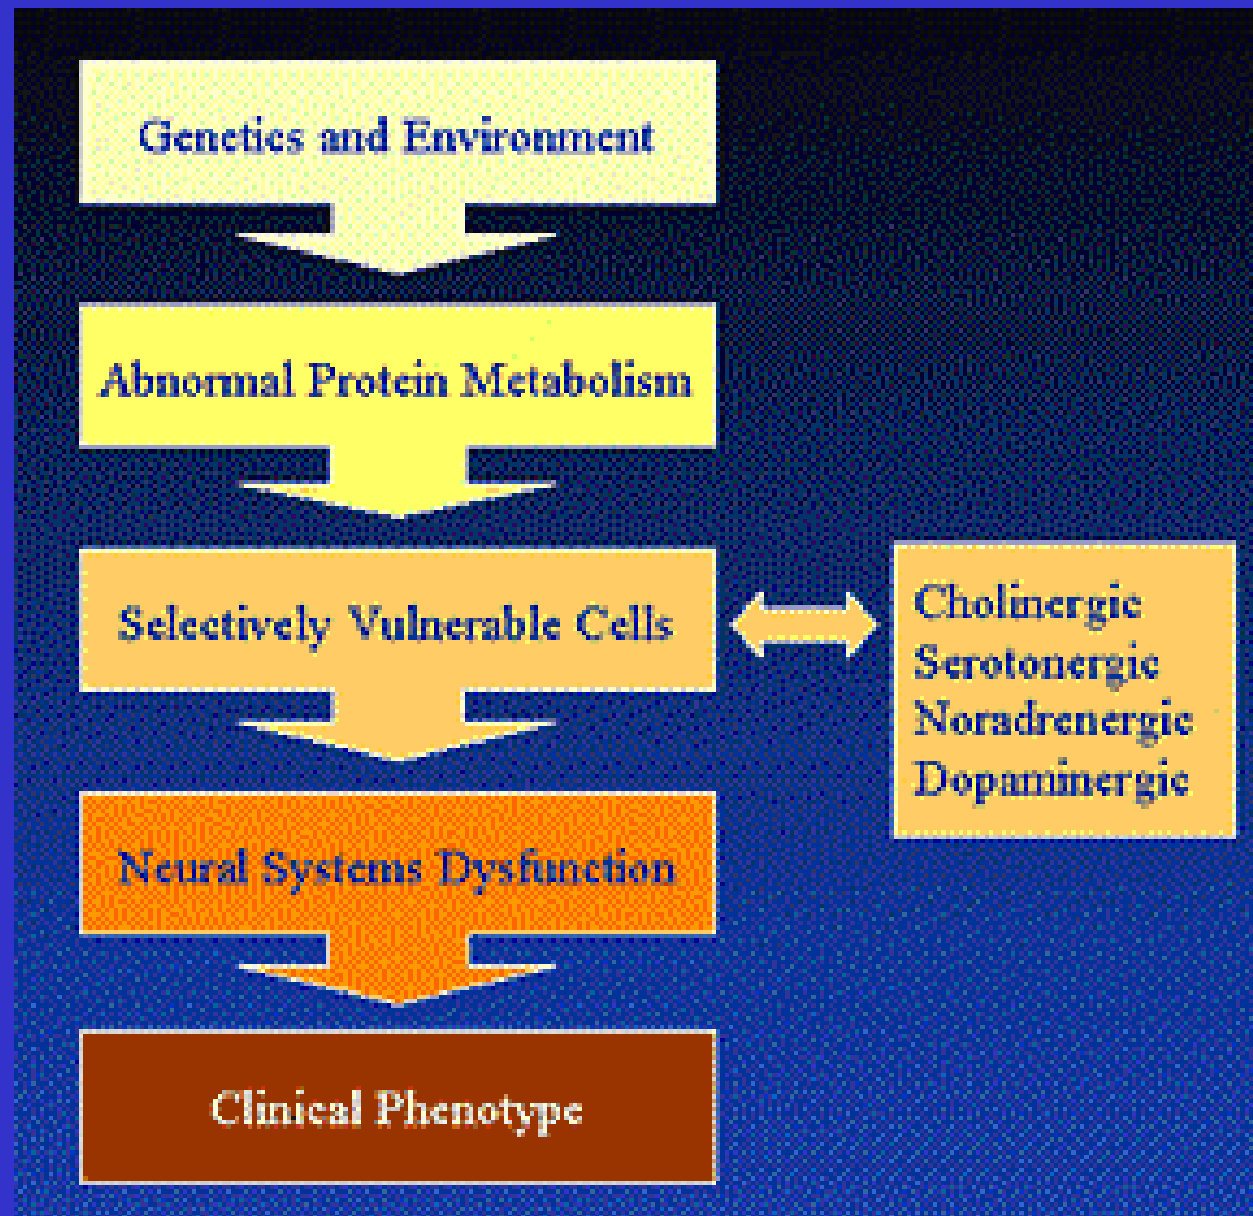 Genetics and Environment
Abnormal Protein Metabolism
Selectively Vulnerable Cells
Cholinergic
Serotonergic
Noradrenergic
Dopaminergic
Neural Systems Dysfunction
Clinical Phenotype